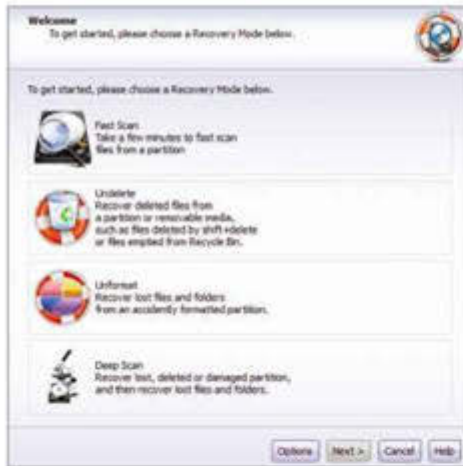 Welcome
To get started, please choose a Recovery Mode below.
To get started, please choose a Recovery Mode below.
Fast Scan
Take a few minutes to fast scan
files from a partition
Undelete
Recover deleted files from
a partition or removable media,
such as files deleted by shift+delete
or files emptied from Recycle Bin.
Unformat
Recover lost files and folders
from an accidently formatted partition.
Deep Scan
Recover lost, deleted or damaged partition,
and then recover lost files and folders.
Options Next > Cancel Help